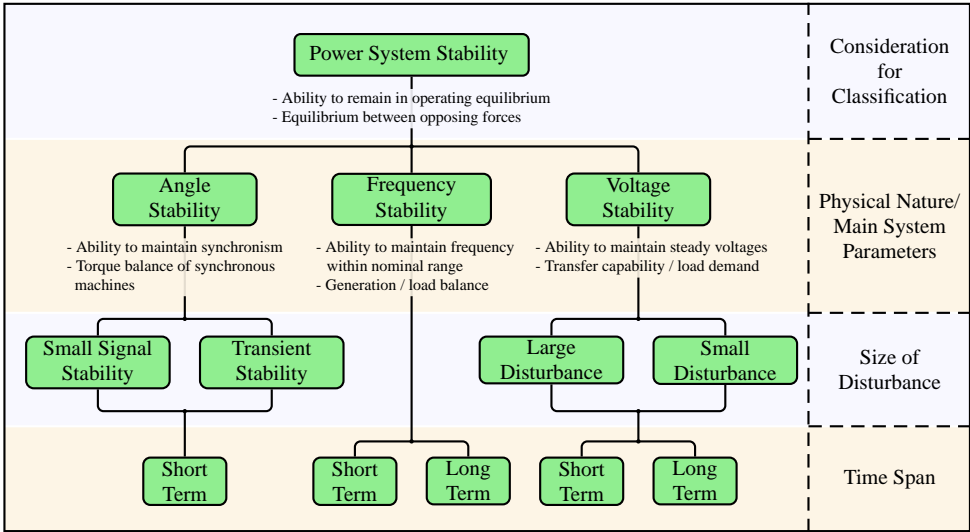 Power System Stability
- Ability to remain in operating equilibrium
- Equilibrium between opposing forces
Consideration
for
Classification
Angle
Stability
Frequency
Stability
Voltage
Stability
- Ability to maintain synchronism
- Torque balance of synchronous
machines
- Ability to maintain frequency
within nominal range
- Generation / load balance
- Ability to maintain steady voltages
- Transfer capability / load demand
Physical Nature/
Main System
Parameters
Small Signal
Stability
Transient
Stability
Large
Disturbance
Small
Disturbance
Size of
Disturbance
Short
Term
Short
Term
Long
Term
Short
Term
Long
Term
Time Span